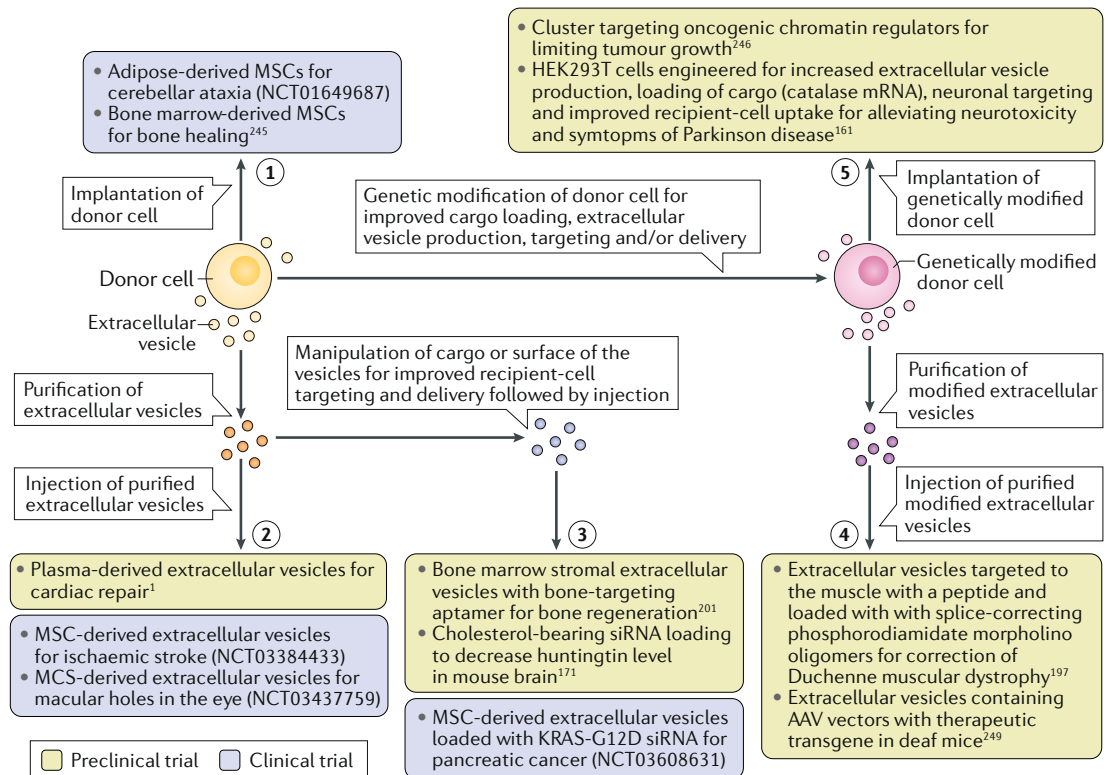 • Adipose-derived MSCs for
cerebellar ataxia (NCT01649687)
• Bone marrow-derived MSCs
for bone healing245
• Cluster targeting oncogenic chromatin regulators for
limiting tumour growth246
• HEK293T cells engineered for increased extracellular vesicle
production, loading of cargo (catalase mRNA), neuronal targeting
and improved recipient-cell uptake for alleviating neurotoxicity
and symtopms of Parkinson disease161
1
5
Implantation of
donor cell
Genetic modification of donor cell for
improved cargo loading, extracellular
vesicle production, targeting and/or delivery
Implantation of
genetically modified
donor cell
Donor cell
Genetically modified
donor cell
Extracellular
vesicle
Manipulation of cargo or surface of the
vesicles for improved recipient-cell
targeting and delivery followed by injection
Purification of
extracellular vesicles
Purification of
modified extracellular
vesicles
Injection of purified
extracellular vesicles
Injection of purified
modified extracellular
vesicles
2
3
4
• Plasma-derived extracellular vesicles for
cardiac repair1
• MSC-derived extracellular vesicles
for ischaemic stroke (NCT03384433)
• MCS-derived extracellular vesicles for
macular holes in the eye (NCT03437759)
• Bone marrow stromal extracellular
vesicles with bone-targeting
aptamer for bone regeneration201
• Cholesterol-bearing siRNA loading
to decrease huntingtin level
in mouse brain171
• MSC-derived extracellular vesicles
loaded with KRAS-G12D siRNA for
pancreatic cancer (NCT03608631)
• Extracellular vesicles targeted to
the muscle with a peptide and
loaded with with splice-correcting
phosphorodiamidate morpholino
oligomers for correction of
Duchenne muscular dystrophy197
• Extracellular vesicles containing
AAV vectors with therapeutic
transgene in deaf mice249
Preclinical trial
Clinical trial